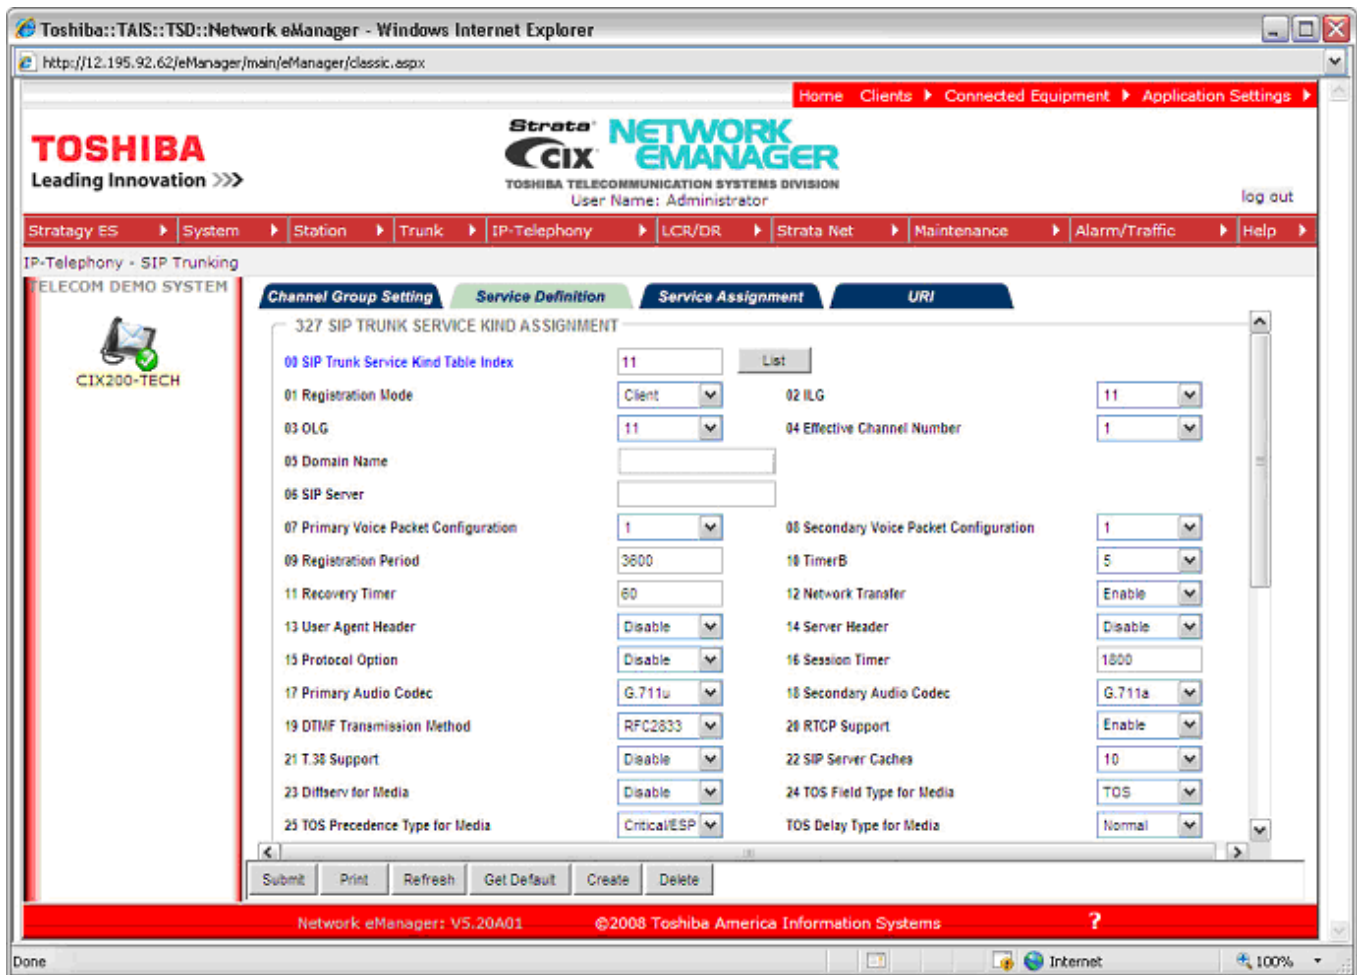 Toshiba::TAIS::TSD::Network eManager - Windows Internet Explorer
http://12.195.92.62/eManager/main/eManager/classic.aspx
Home Clients Connected Equipment Application Settings
TOSHIBA
Leading Innovation >>>
Strata CIX NETWORK EMANAGER
TOSHIBA TELECOMMUNICATION SYSTEMS DIVISION
User Name: Administrator
log out
Stratagy ES System Station Trunk IP-Telephony LCR/DR Strata Net Maintenance Alarm/Traffic Help
IP-Telephony - SIP Trunking
TELECOM DEMO SYSTEM
CIX200-TECH
Channel Group Setting Service Definition Service Assignment URI
327 SIP TRUNK SERVICE KIND ASSIGNMENT
00 SIP Trunk Service Kind Table Index 11 List
01 Registration Mode Client 02 ILG 11
03 OLG 11 04 Effective Channel Number 1
05 Domain Name
06 SIP Server
07 Primary Voice Packet Configuration 1 08 Secondary Voice Packet Configuration 1
09 Registration Period 3600 10 TimerB 5
11 Recovery Timer 60 12 Network Transfer Enable
13 User Agent Header Disable 14 Server Header Disable
15 Protocol Option Disable 16 Session Timer 1800
17 Primary Audio Codec G.711u 18 Secondary Audio Codec G.711a
19 DTMF Transmission Method RFC2833 20 RTCP Support Enable
21 T.38 Support Disable 22 SIP Server Caches 10
23 Diffserv for Media Disable 24 TOS Field Type for Media TOS
25 TOS Precedence Type for Media Critical/ESP TOS Delay Type for Media Normal
Submit Print Refresh Get Default Create Delete
Network eManager: V5.20A01 ©2008 Toshiba America Information Systems ?
Done Internet 100%